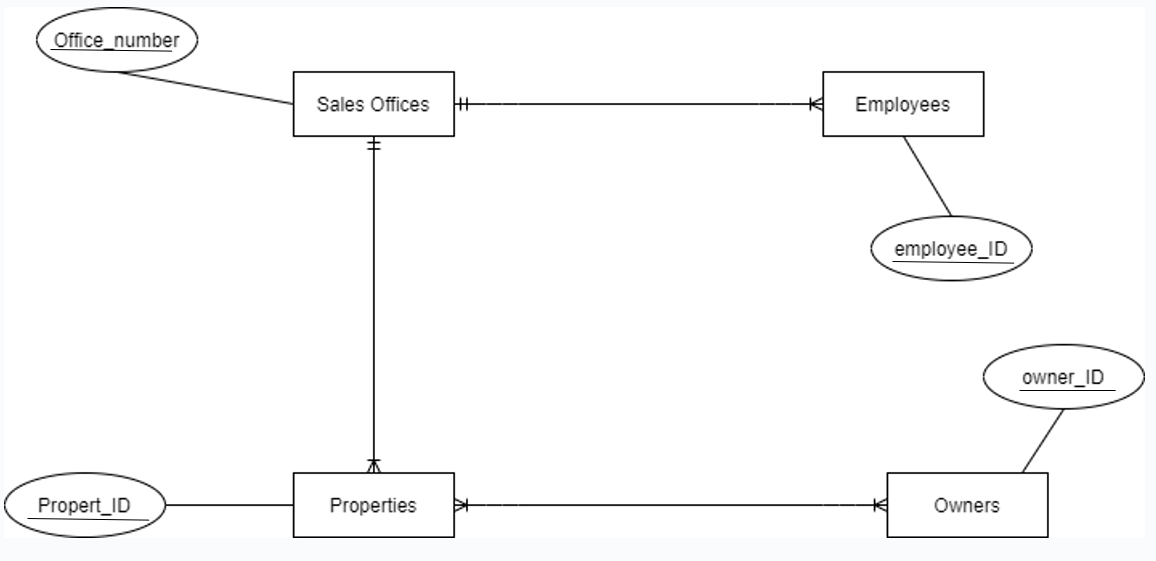 Office_number
Sales Offices
Employees
employee_ID
owner_ID
Propert_ID
Properties
Owners